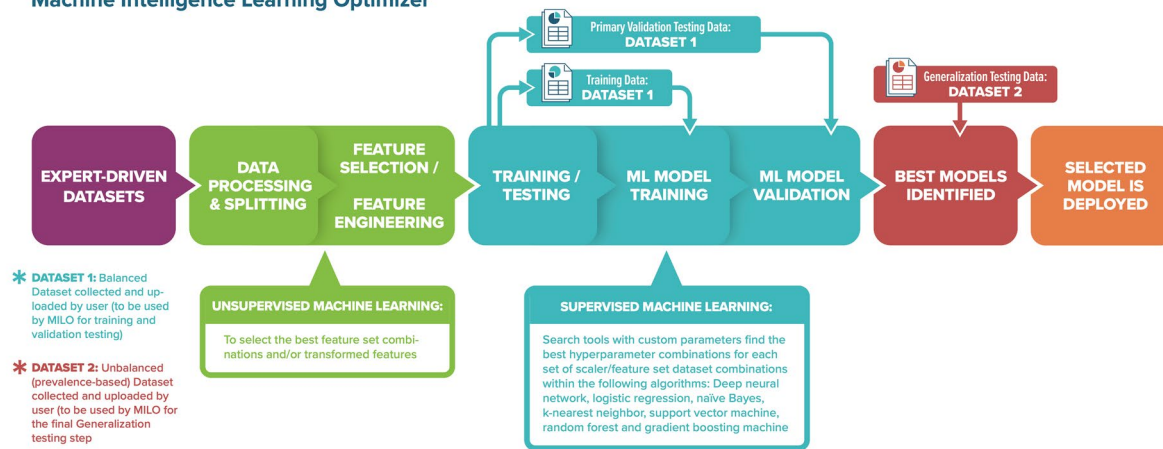 Machine Intelligence Learning Optimizer
Primary Validation Testing Data:
DATASET 1
Training Data:
DATASET 1
Generalization Testing Data:
DATASET 2
EXPERT-DRIVEN
DATASETS
DATA
PROCESSING
& SPLITTING
FEATURE
SELECTION /
FEATURE
ENGINEERING
TRAINING /
TESTING
ML MODEL
TRAINING
ML MODEL
VALIDATION
BEST MODELS
IDENTIFIED
SELECTED
MODEL IS
DEPLOYED
* DATASET 1: Balanced
Dataset collected and up-
loaded by user (to be used
by MILO for training and
validation testing)
* DATASET 2: Unbalanced
(prevalence-based) Dataset
collected and uploaded by
user (to be used by MILO for
the final Generalization
testing step
UNSUPERVISED MACHINE LEARNING:
To select the best feature set combi-
nations and/or transformed features
SUPERVISED MACHINE LEARNING:
Search tools with custom parameters find the
best hyperparameter combinations for each
set of scaler/feature set dataset combinations
within the following algorithms: Deep neural
network, logistic regression, naïve Bayes,
k-nearest neighbor, support vector machine,
random forest and gradient boosting machine